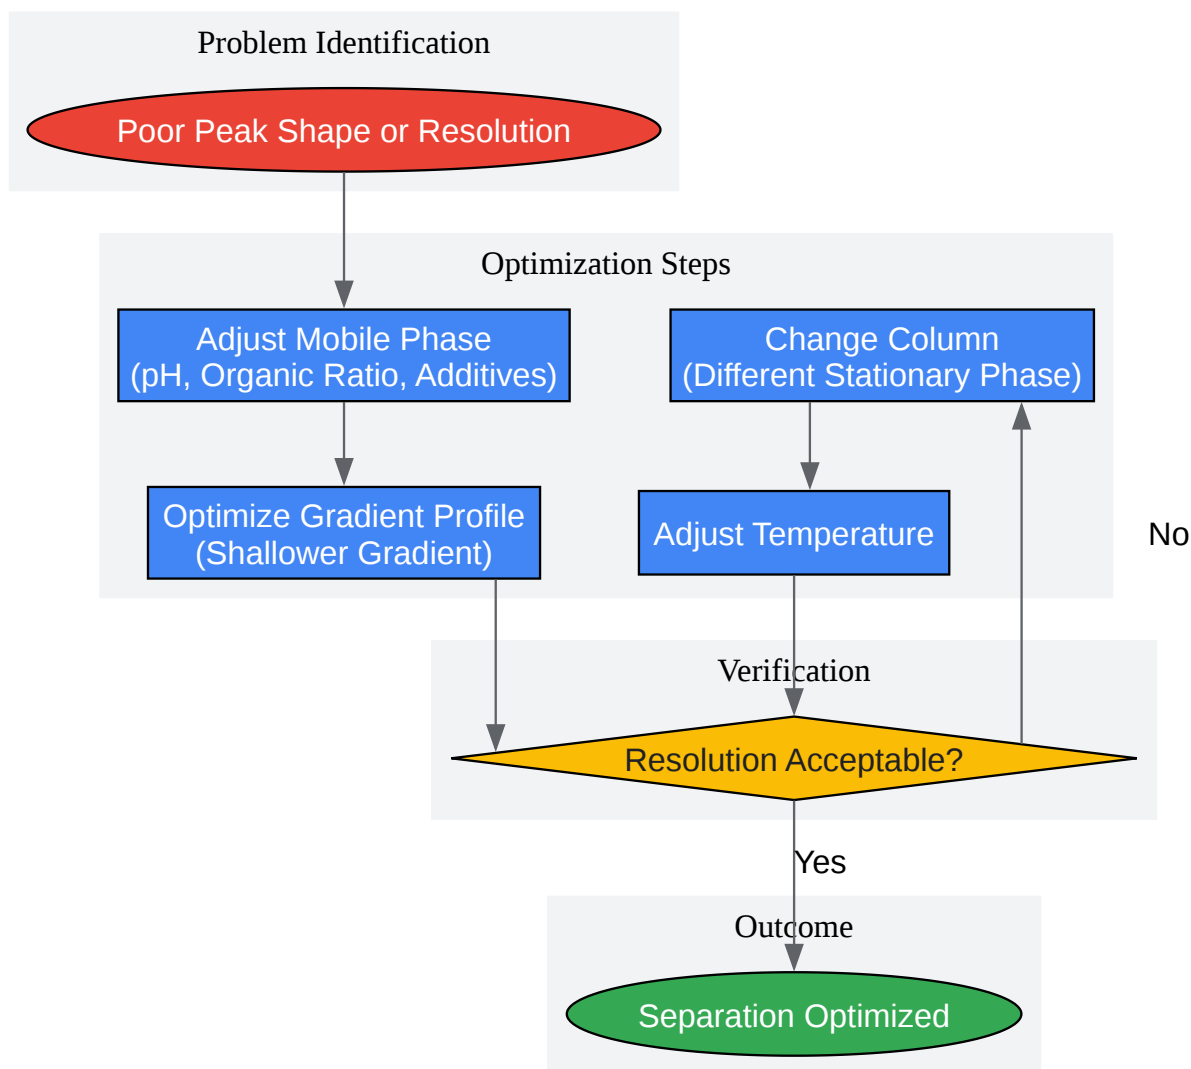 Problem Identification
Poor Peak Shape or Resolution
Optimization Steps
Adjust Mobile Phase
(pH, Organic Ratio, Additives)
Change Column
(Different Stationary Phase)
Optimize Gradient Profile
(Shallower Gradient)
Adjust Temperature
No
Verification
Resolution Acceptable?
Yes
Outcome
Separation Optimized